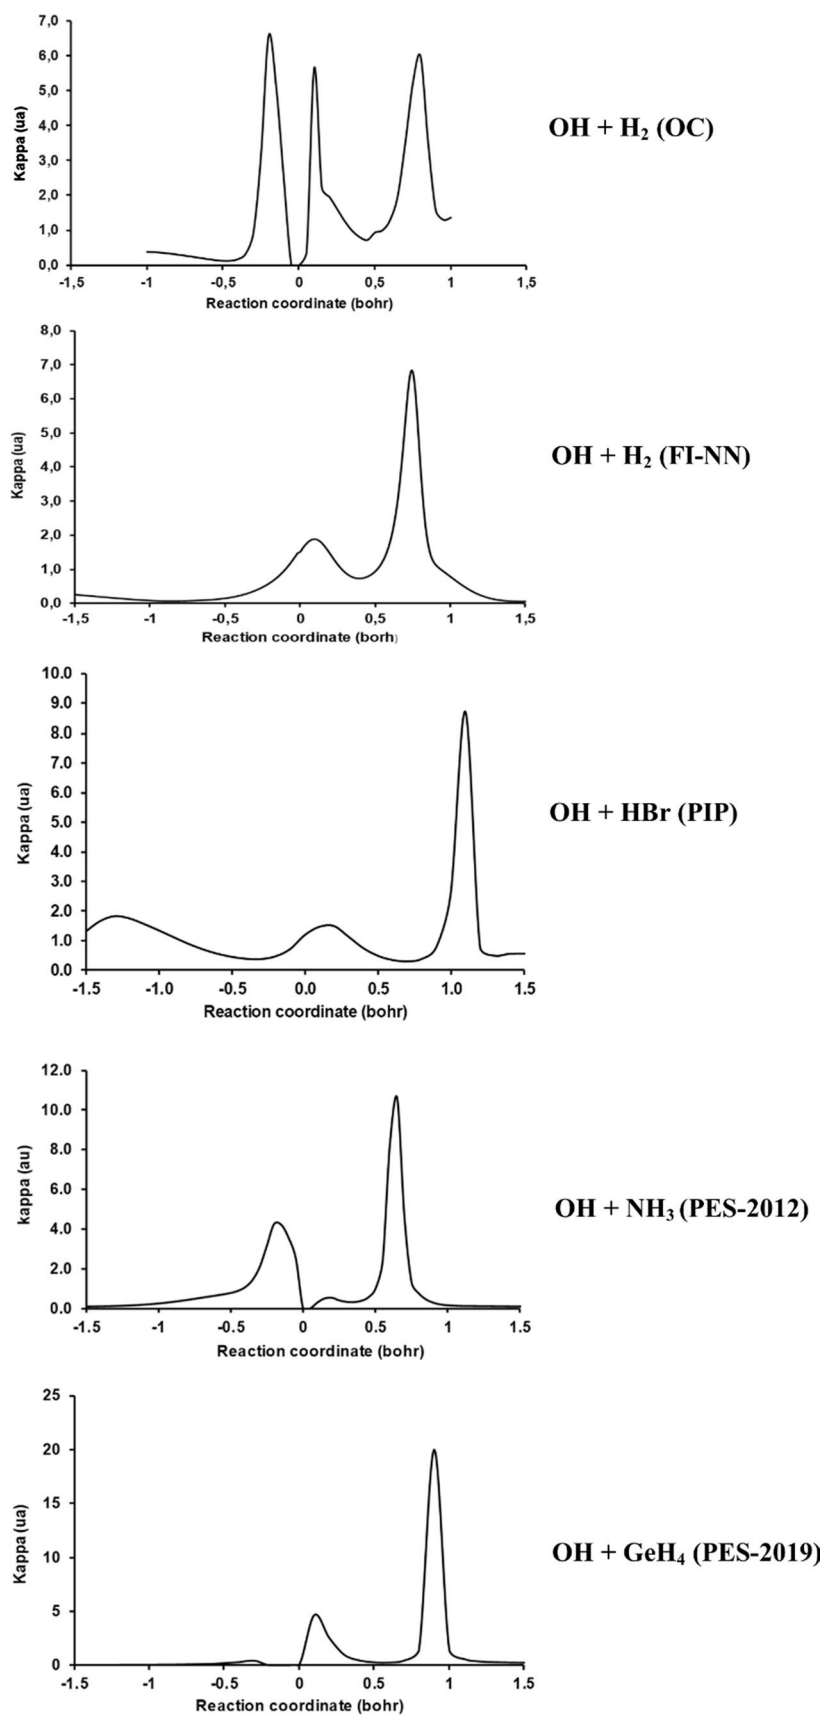 7,0
6,0
5,0
4,0
3,0
2,0
1,0
0,0
Kappa (ua)
-1,5 -1 -0,5 0 0,5 1 1,5
Reaction coordinate (bohr)
OH + H₂ (OC)
8,0
7,0
6,0
5,0
4,0
3,0
2,0
1,0
0,0
Kappa (ua)
-1,5 -1 -0,5 0 0,5 1 1,5
Reaction coordinate (borh)
OH + H₂ (FI-NN)
10.0
9.0
8.0
7.0
6.0
5.0
4.0
3.0
2.0
1.0
0.0
Kappa (ua)
-1.5 -1.0 -0.5 0.0 0.5 1.0 1.5
Reaction coordinate (bohr)
OH + HBr (PIP)
12.0
10.0
8.0
6.0
4.0
2.0
0.0
kappa (au)
-1.5 -1 -0.5 0 0.5 1 1.5
Reaction coordinate (bohr)
OH + NH₃ (PES-2012)
25
20
15
10
5
0
Kappa (ua)
-1.5 -1 -0.5 0 0.5 1 1.5
Reaction coordinate (bohr)
OH + GeH₄ (PES-2019)